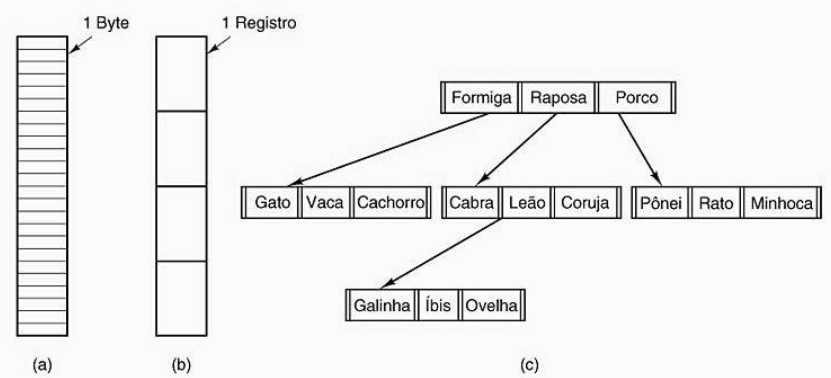 1 Byte
1 Registro
Formiga Raposa Porco
Gato Vaca Cachorro
Cabra Leão Coruja
Pônei Rato Minhoca
Galinha Íbis Ovelha
(a)
(b)
(c)